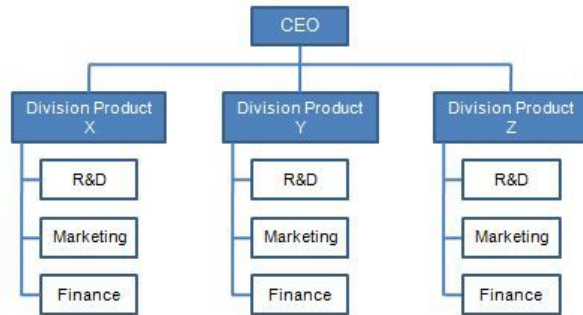 CEO
Division Product
X
Division Product
Y
Division Product
Z
R&D
R&D
R&D
Marketing
Marketing
Marketing
Finance
Finance
Finance